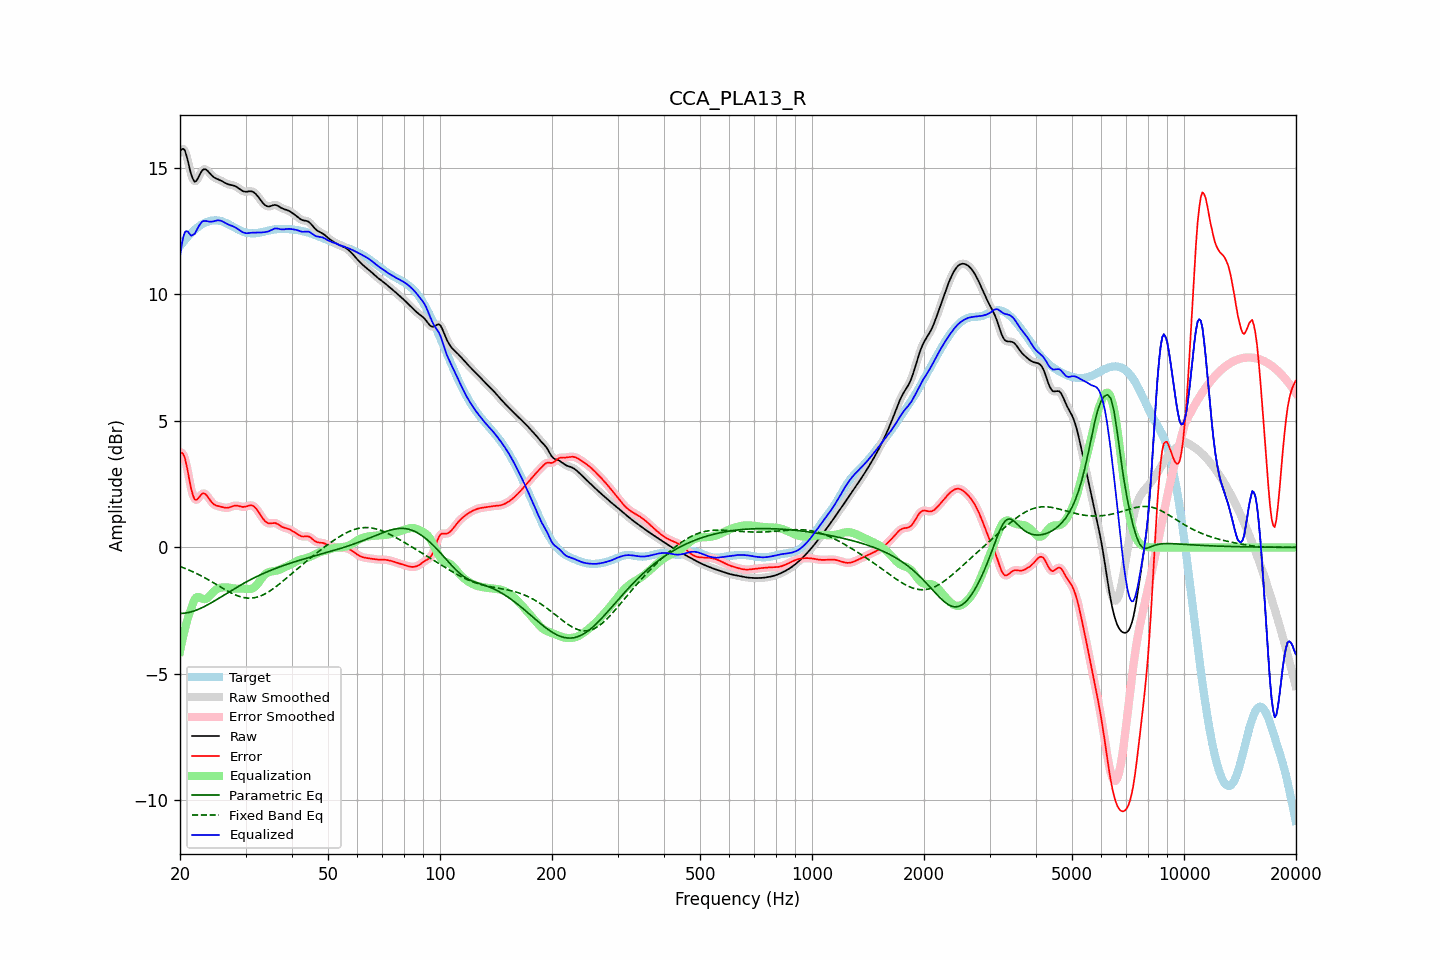 CCA_PLA13_R
Amplitude (dBr)
15
10
5
0
−5
−10
Target
Raw Smoothed
Error Smoothed
Raw
Error
Equalization
Parametric Eq
Fixed Band Eq
Equalized
20 50 100 200 500 1000 2000 5000 10000 20000
Frequency (Hz)